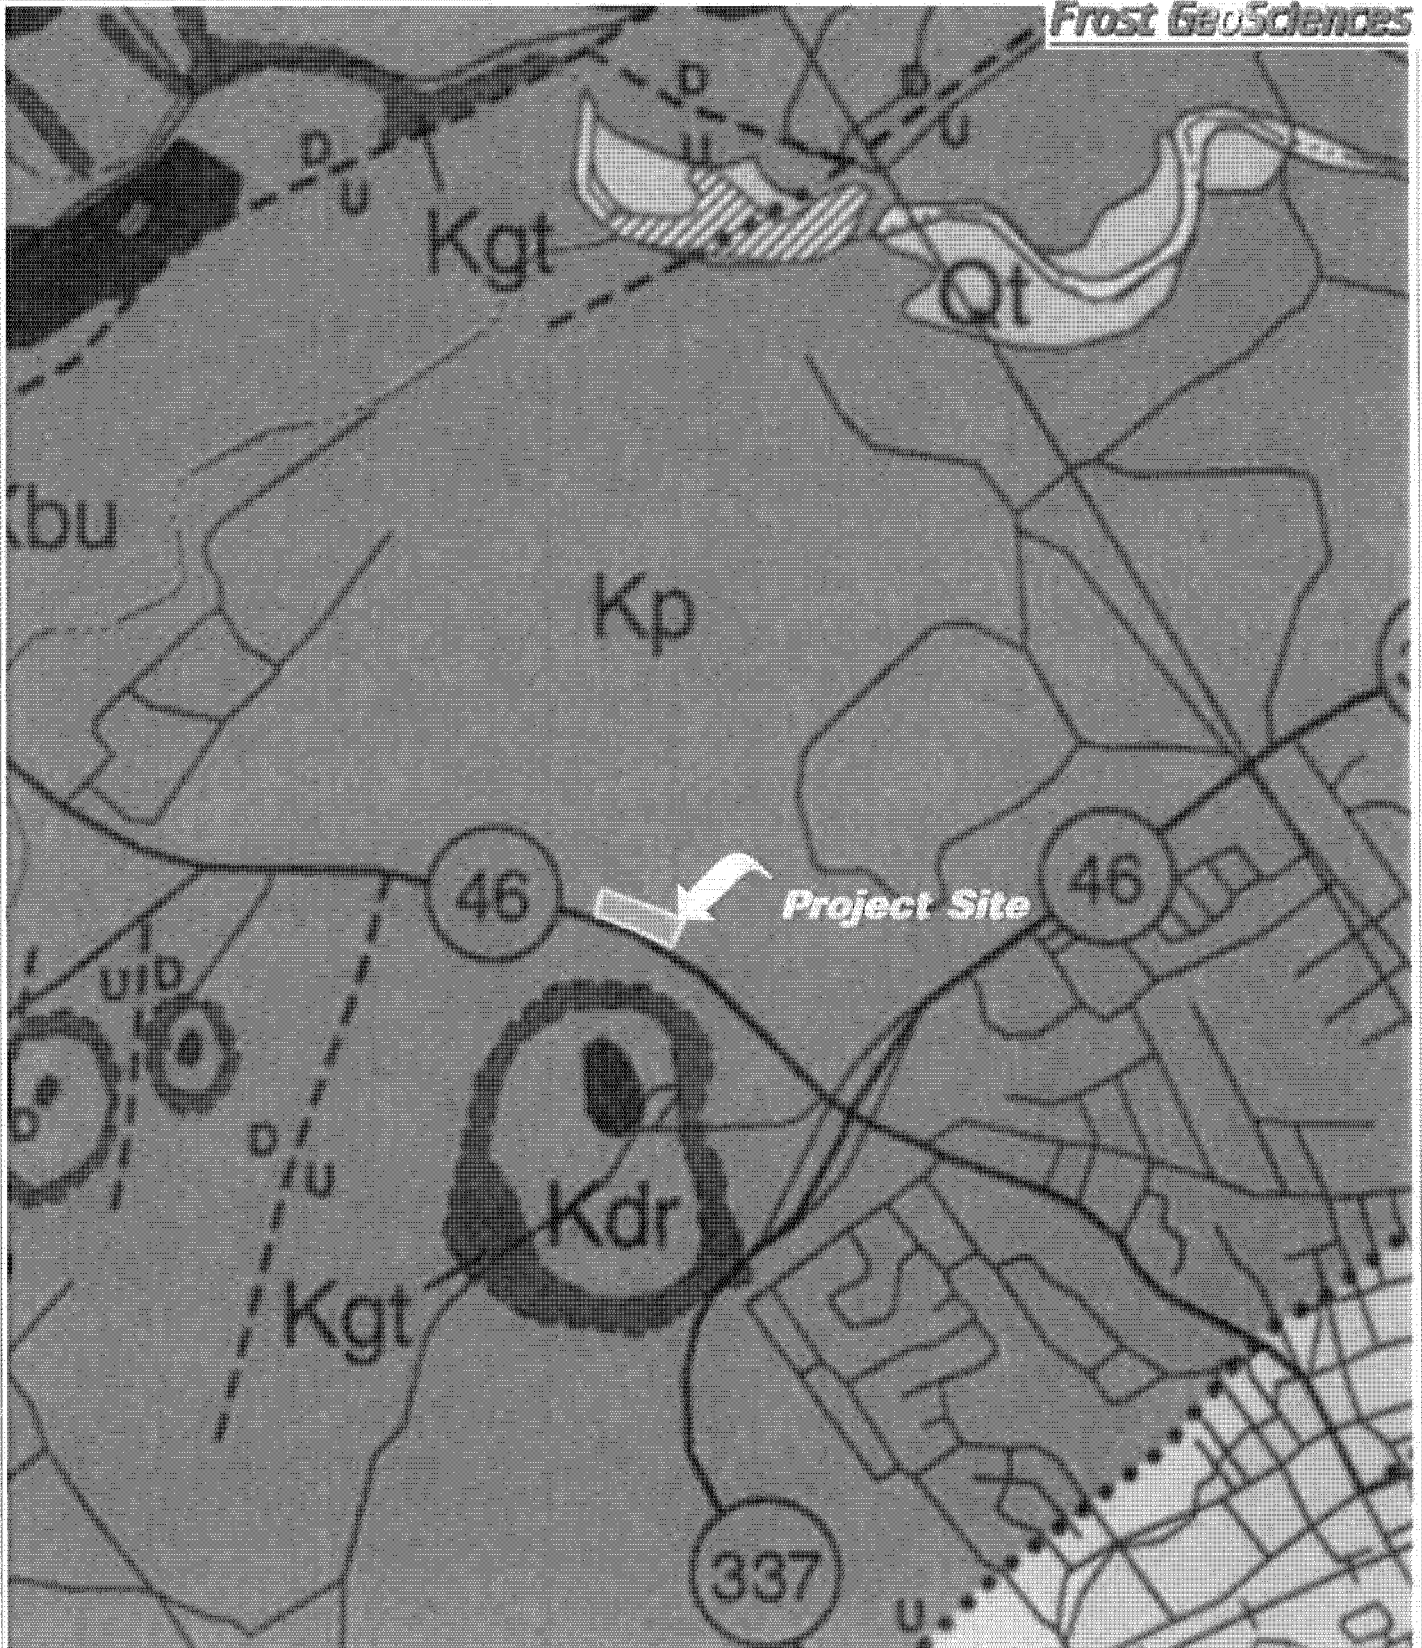 Frost GeoSciences
D
D
U
U
D
U
Kgt
Qt
Kbu
Kp
46
46
Project Site
U D
D
U
Kdr
Kgt
337
U